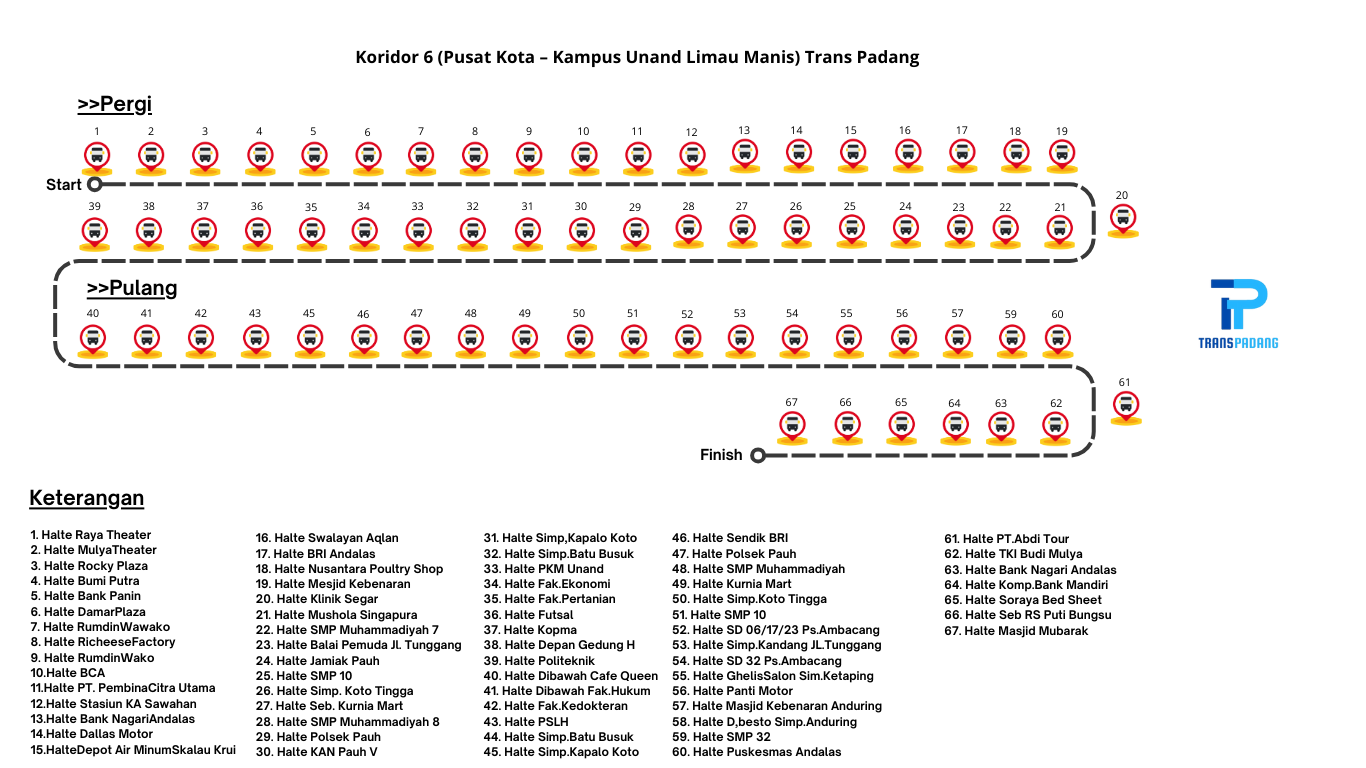 Koridor 6 (Pusat Kota – Kampus Unand Limau Manis) Trans Padang
>>Pergi
1 2 3 4 5 6 7 8 9 10 11 12 13 14 15 16 17 18 19
Start
20
39 38 37 36 35 34 33 32 31 30 29 28 27 26 25 24 23 22 21
>>Pulang
40 41 42 43 45 46 47 48 49 50 51 52 53 54 55 56 57 59 60
TRANSPADANG
61
67 66 65 64 63 62
Finish
Keterangan
1. Halte Raya Theater
2. Halte MulyaTheater
3. Halte Rocky Plaza
4. Halte Bumi Putra
5. Halte Bank Panin
6. Halte DamarPlaza
7. Halte RumdinWawako
8. Halte RicheeseFactory
9. Halte RumdinWako
10.Halte BCA
11.Halte PT. PembinaCitra Utama
12.Halte Stasiun KA Sawahan
13.Halte Bank NagariAndalas
14.Halte Dallas Motor
15.HalteDepot Air MinumSkalau Krui
16. Halte Swalayan Aqlan
17. Halte BRI Andalas
18. Halte Nusantara Poultry Shop
19. Halte Mesjid Kebenaran
20. Halte Klinik Segar
21. Halte Mushola Singapura
22. Halte SMP Muhammadiyah 7
23. Halte Balai Pemuda Jl. Tunggang
24. Halte Jamiak Pauh
25. Halte SMP 10
26. Halte Simp. Koto Tingga
27. Halte Seb. Kurnia Mart
28. Halte SMP Muhammadiyah 8
29. Halte Polsek Pauh
30. Halte KAN Pauh V
31. Halte Simp,Kapalo Koto
32. Halte Simp.Batu Busuk
33. Halte PKM Unand
34. Halte Fak.Ekonomi
35. Halte Fak.Pertanian
36. Halte Futsal
37. Halte Kopma
38. Halte Depan Gedung H
39. Halte Politeknik
40. Halte Dibawah Cafe Queen
41. Halte Dibawah Fak.Hukum
42. Halte Fak.Kedokteran
43. Halte PSLH
44. Halte Simp.Batu Busuk
45. Halte Simp.Kapalo Koto
46. Halte Sendik BRI
47. Halte Polsek Pauh
48. Halte SMP Muhammadiyah
49. Halte Kurnia Mart
50. Halte Simp.Koto Tingga
51. Halte SMP 10
52. Halte SD 06/17/23 Ps.Ambacang
53. Halte Simp.Kandang JL.Tunggang
54. Halte SD 32 Ps.Ambacang
55. Halte GhelisSalon Sim.Ketaping
56. Halte Panti Motor
57. Halte Masjid Kebenaran Anduring
58. Halte D,besto Simp.Anduring
59. Halte SMP 32
60. Halte Puskesmas Andalas
61. Halte PT.Abdi Tour
62. Halte TKI Budi Mulya
63. Halte Bank Nagari Andalas
64. Halte Komp.Bank Mandiri
65. Halte Soraya Bed Sheet
66. Halte Seb RS Puti Bungsu
67. Halte Masjid Mubarak